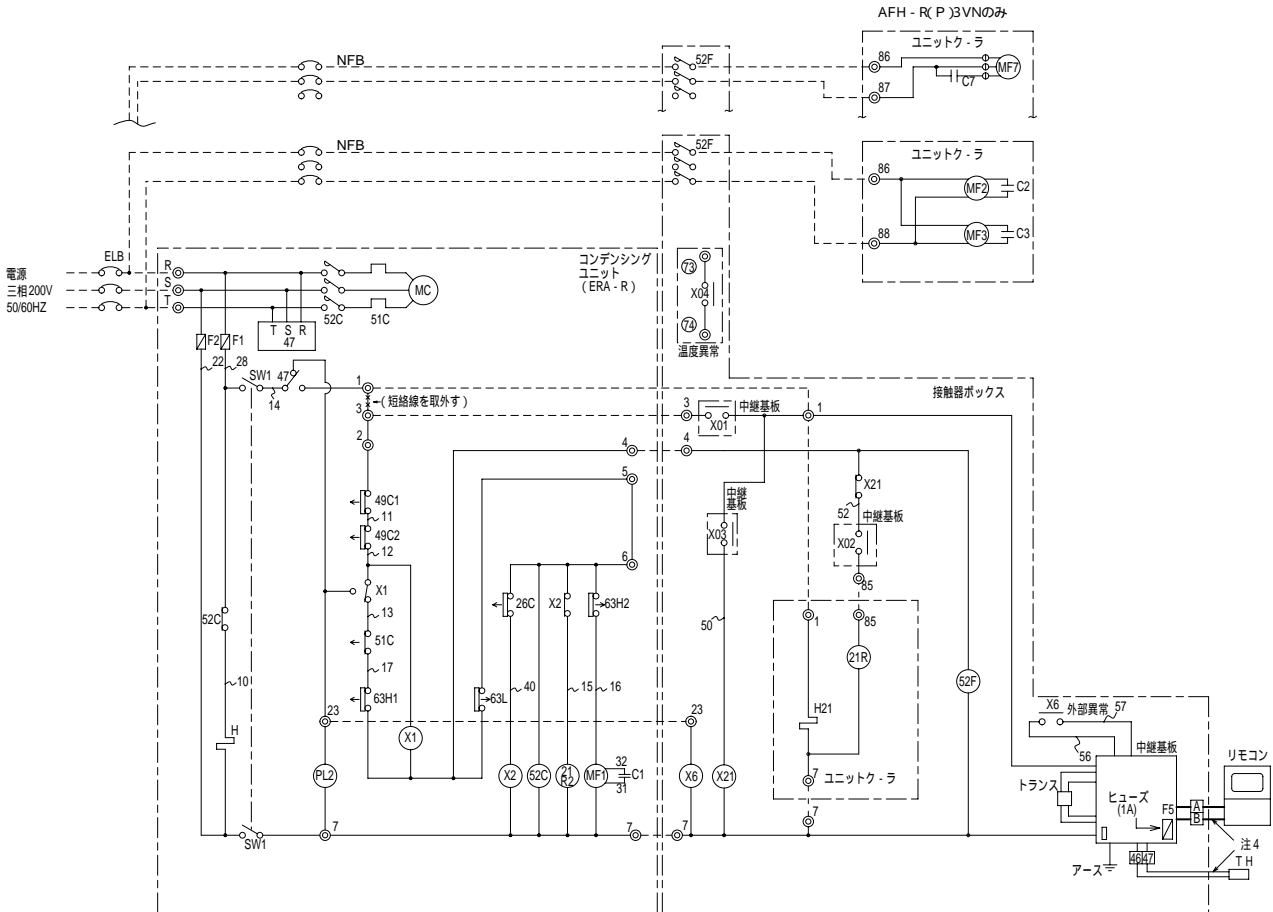 AFH - R( P )3VNのみ
ユニットク - ラ
NFB
52F
86
87
C7
MF7
NFB
52F
ユニットク - ラ
86
MF2
C2
MF3
C3
88
ELB
電源
三相200V
50/60HZ
R
S
T
コンデンシング
ユニット
( ERA - R )
MC
52C
51C
T S R
47
73
X04
74
温度異常
F2
F1
22
28
SW1
47
14
1
3
(短絡線を取外す)
2
3
X01
中継基板
1
接触器ボックス
4
4
5
6
49C1
11
49C2
12
X1
13
51C
17
63H1
X21
52
中継基板
X02
85
中継
基板
X03
50
26C
X2
63H2
40
15
16
63L
52C
10
H
23
23
X1
PL2
X2
52C
21
R2
MF1
32
31
C1
X6
X21
1
85
21R
H21
7
ユニットク - ラ
7
52F
SW1
7
7
7
X6
外部異常
57
56
中継基板
リモコン
トランス
ヒューズ
(1A)
F5
A
B
注4
46
47
T H
アース